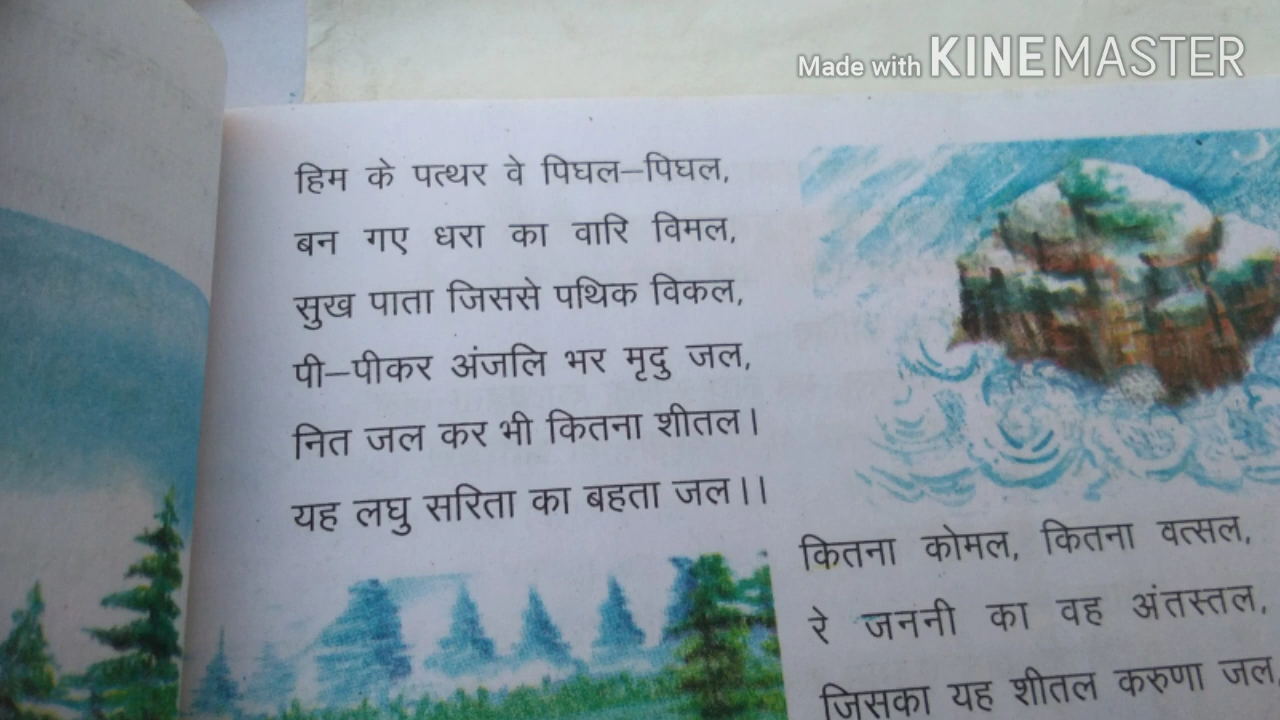 Made with KINEMASTER
हिम के पत्थर वे पिघल–पिघल,
बन गए धरा का वारि विमल,
सुख पाता जिससे पथिक विकल,
पी–पीकर अंजलि भर मृदु जल,
नित जल कर भी कितना शीतल।
यह लघु सरिता का बहता जल।।
कितना कोमल, कितना वत्सल,
रे जननी का वह अंतस्तल,
जिसका यह शीतल करुणा जल,